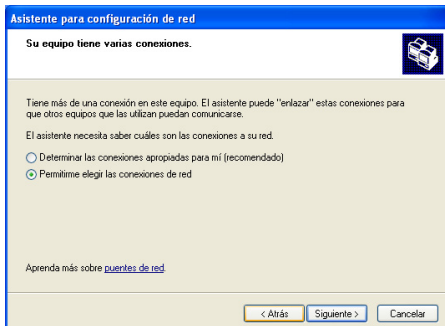 Asistente para configuración de red
Su equipo tiene varias conexiones.
Tiene más de una conexión en este equipo. El asistente puede "enlazar" estas conexiones para
que otros equipos que las utilizan puedan comunicarse.
El asistente necesita saber cuáles son las conexiones a su red.
Determinar las conexiones apropiadas para mí (recomendado)
Permitirme elegir las conexiones de red
Aprenda más sobre puentes de red.
< Atrás Siguiente > Cancelar